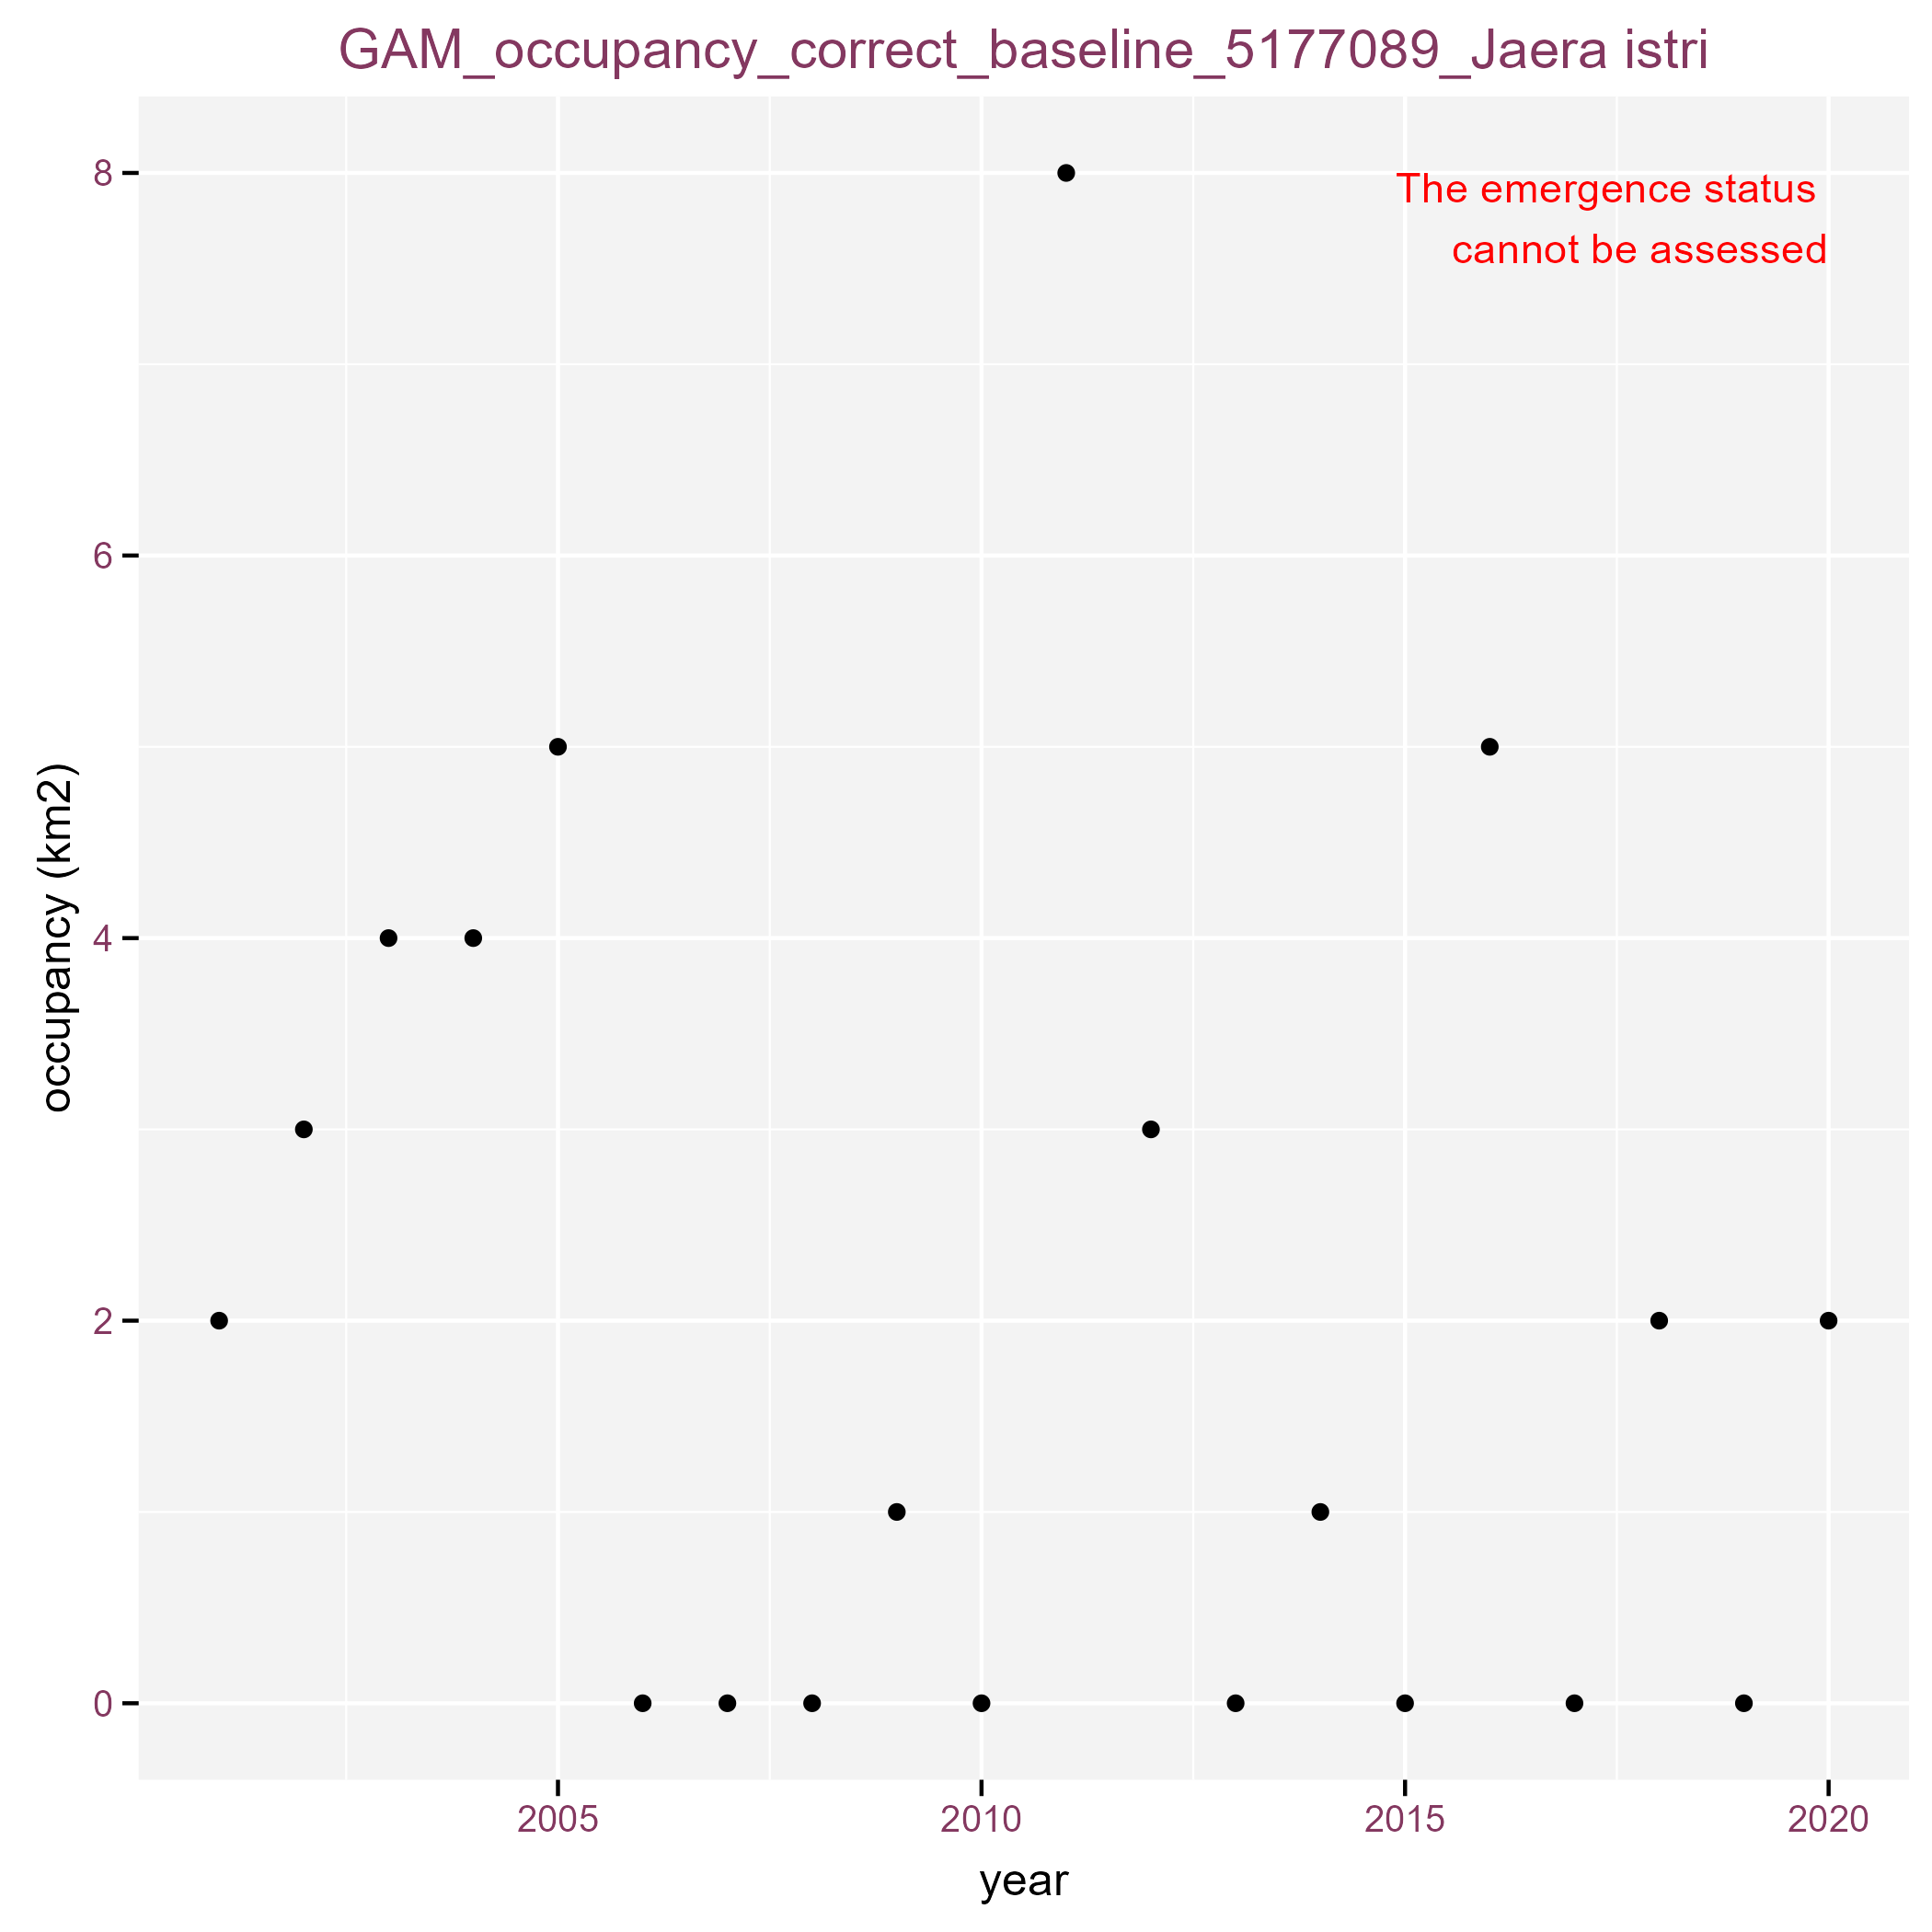 GAM_occupancy_correct_baseline_5177089_Jaera istri
The emergence status
cannot be assessed
8
6
4
2
0
occupancy (km2)
2005 2010 2015 2020
year